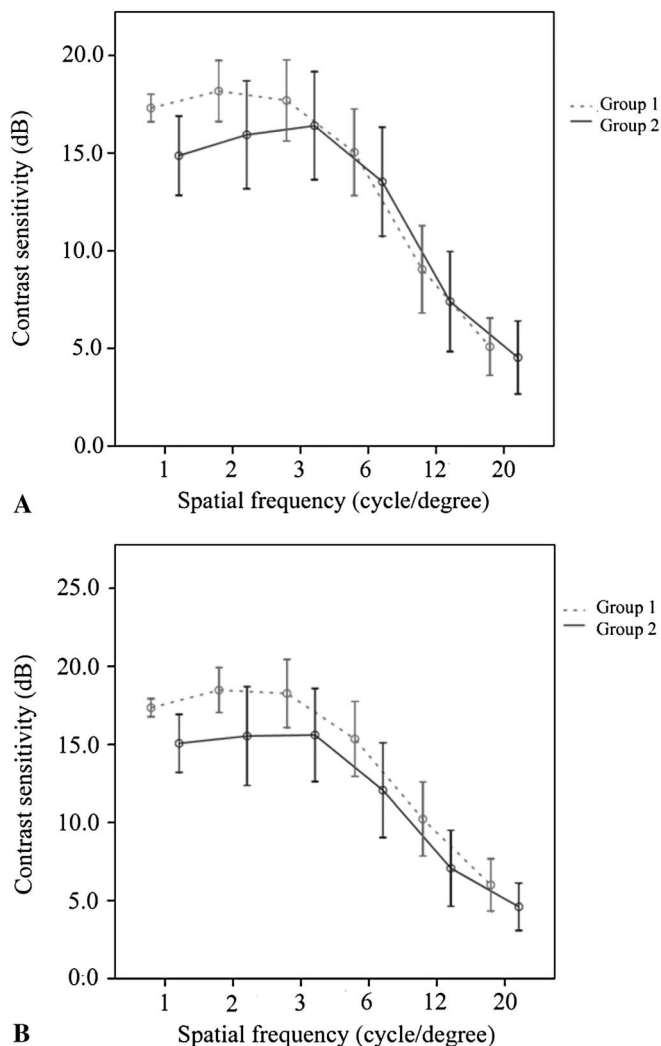 20.0
15.0
10.0
5.0
0.0
Contrast sensitivity (dB)
1 2 3 6 12 20
Spatial frequency (cycle/degree)
Group 1
Group 2
A
25.0
20.0
15.0
10.0
5.0
0:0
Contrast sensitivity (dB)
1 2 3 6 12 20
Spatial frequency (cycle/degree)
Group 1
Group 2
B